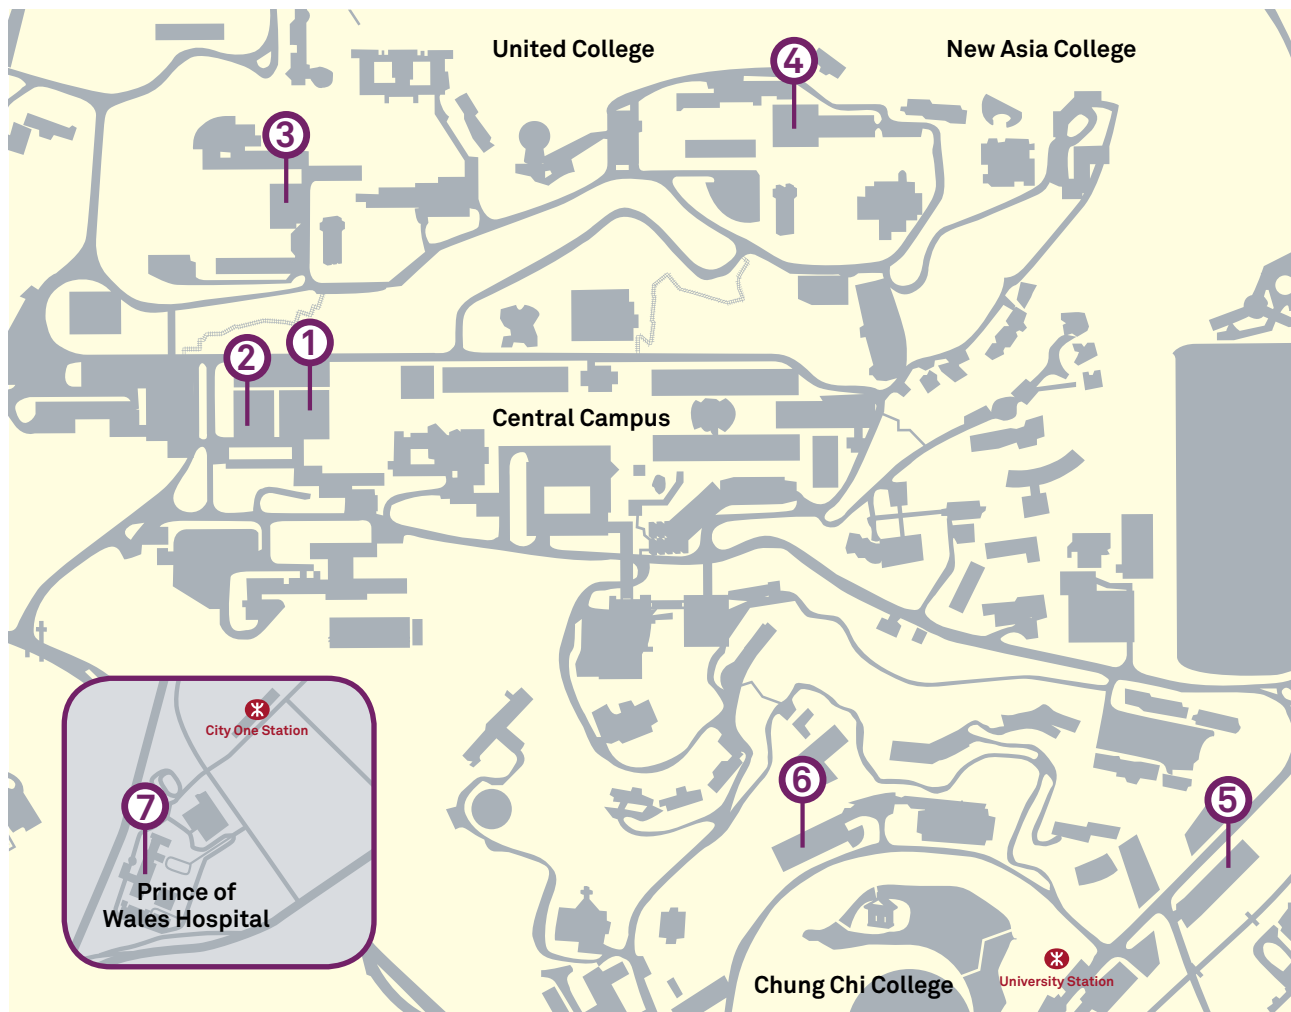 United College
New Asia College
4
3
1
2
Central Campus
City One Station
7
6
5
Prince of
Wales Hospital
Chung Chi College
University Station